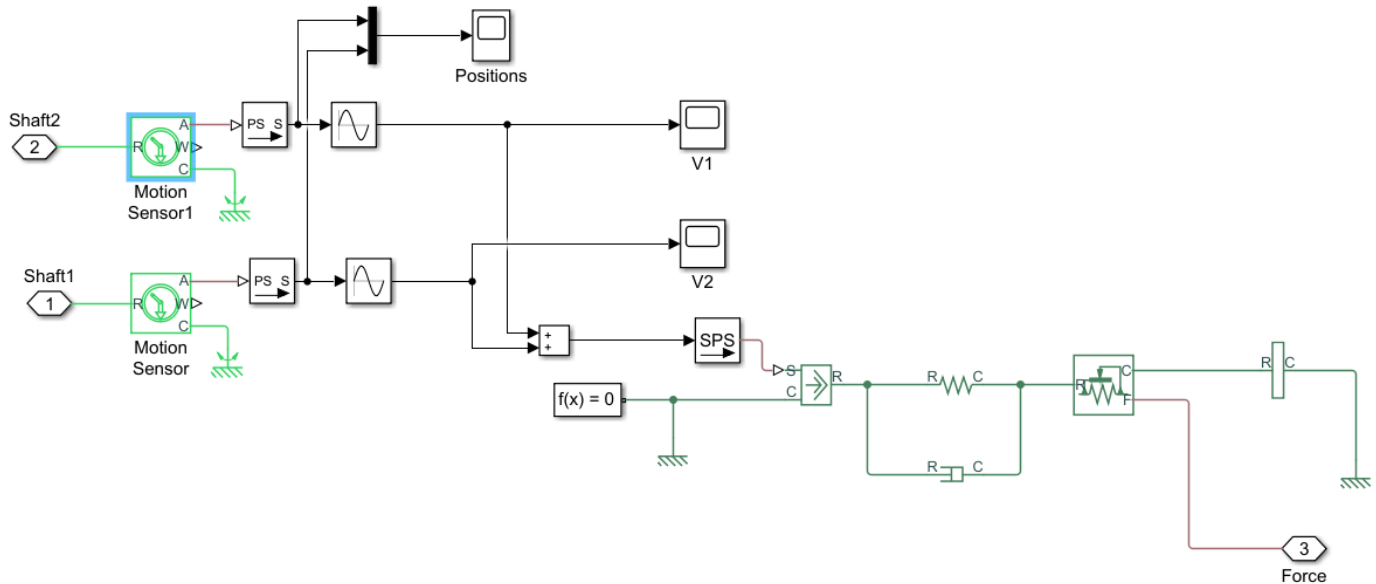 Positions
Shaft2
2
R
A
W
C
PS S
V1
Motion
Sensor1
Shaft1
1
R
A
W
C
PS S
V2
Motion
Sensor
+
+
SPS
S
C
R
f(x) = 0
R C
R C
R
C
F
R C
3
Force